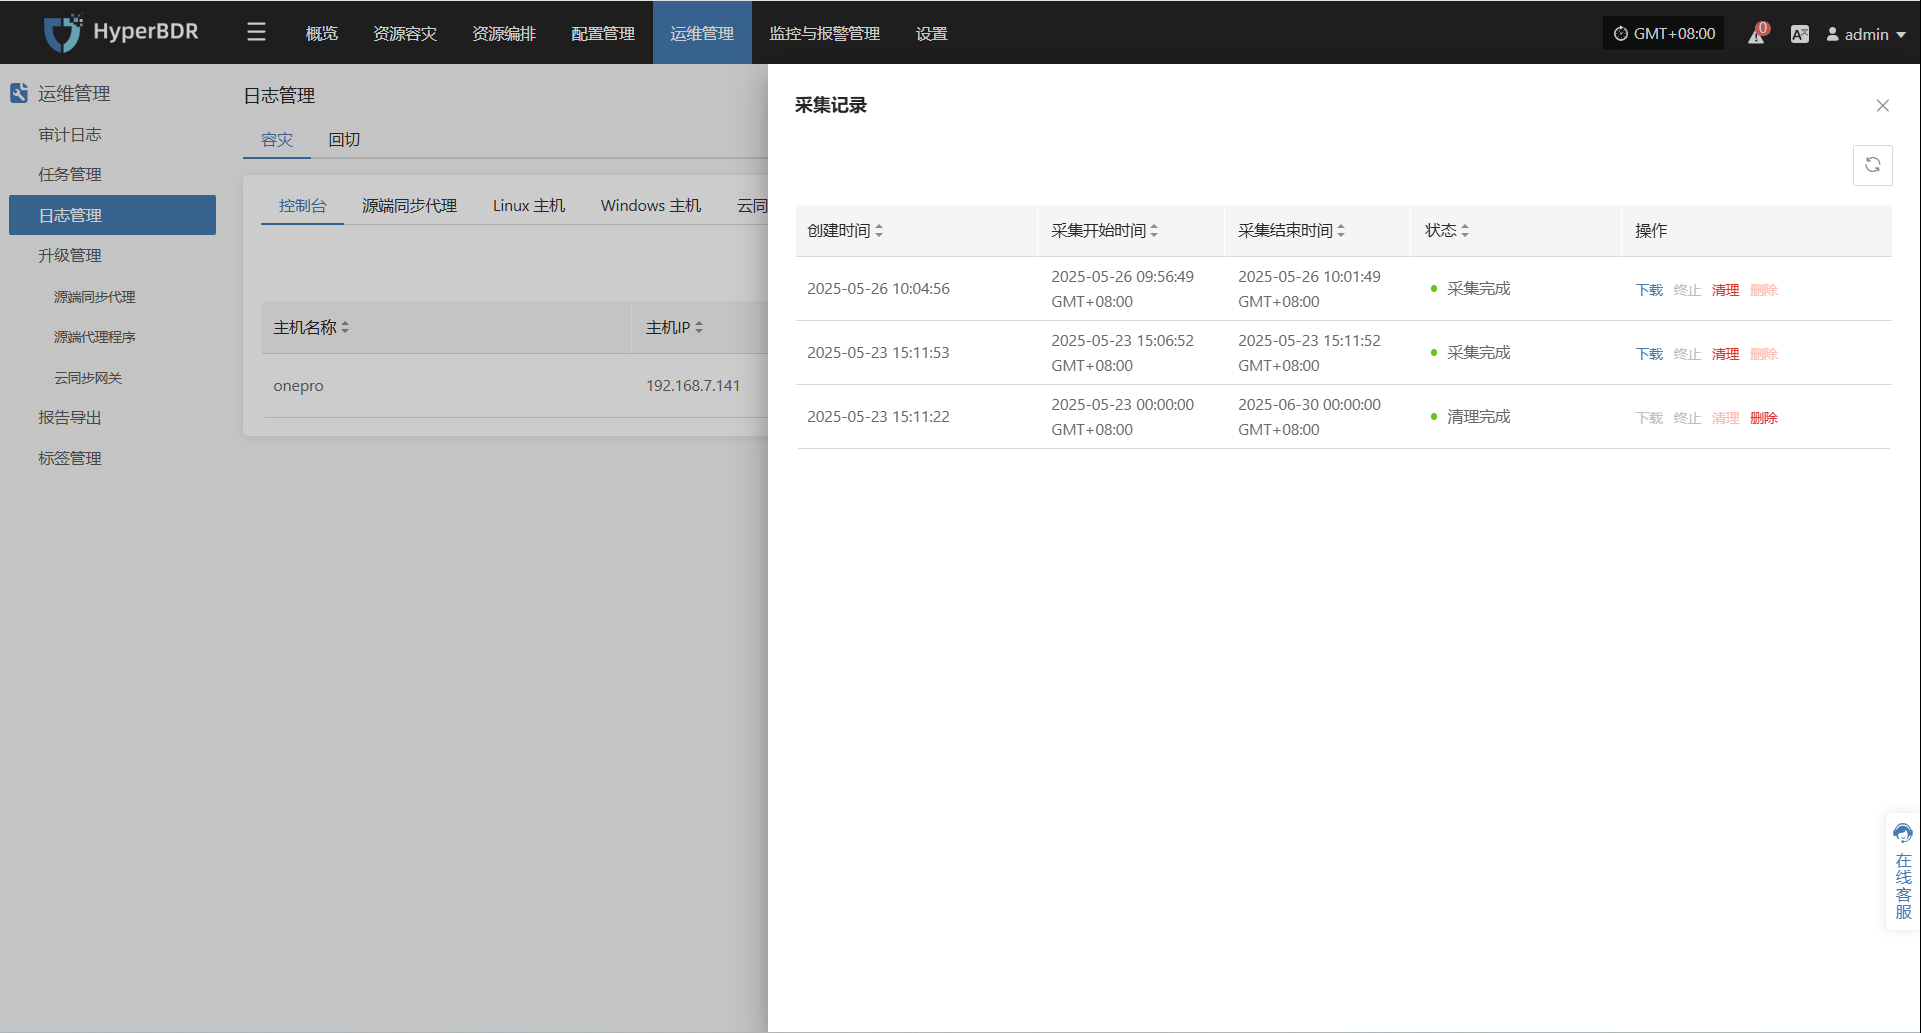 HyperBDR
概览
资源容灾
资源编排
配置管理
运维管理
监控与报警管理
设置
GMT+08:00
0
admin
运维管理
审计日志
任务管理
日志管理
升级管理
源端同步代理
源端代理程序
云同步网关
报告导出
标签管理
日志管理
容灾
回切
控制台
源端同步代理
Linux 主机
Windows 主机
云同
主机名称
主机IP
onepro
192.168.7.141
采集记录
创建时间
采集开始时间
采集结束时间
状态
操作
2025-05-26 10:04:56
2025-05-26 09:56:49
GMT+08:00
2025-05-26 10:01:49
GMT+08:00
采集完成
下载 终止 清理 删除
2025-05-23 15:11:53
2025-05-23 15:06:52
GMT+08:00
2025-05-23 15:11:52
GMT+08:00
采集完成
下载 终止 清理 删除
2025-05-23 15:11:22
2025-05-23 00:00:00
GMT+08:00
2025-06-30 00:00:00
GMT+08:00
清理完成
下载 终止 清理 删除
在线客服